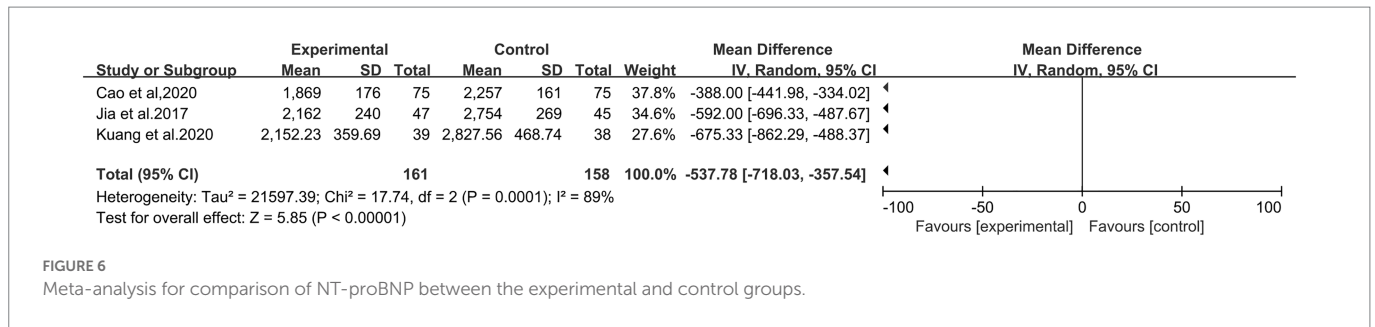 Experimental Control Mean Difference Mean Difference
Study or Subgroup Mean SD Total Mean SD Total Weight IV, Random, 95% CI IV, Random, 95% CI
Cao et al,2020 1,869 176 75 2,257 161 75 37.8% -388.00 [-441.98, -334.02]
Jia et al.2017 2,162 240 47 2,754 269 45 34.6% -592.00 [-696.33, -487.67]
Kuang et al.2020 2,152.23 359.69 39 2,827.56 468.74 38 27.6% -675.33 [-862.29, -488.37]
Total (95% CI) 161 158 100.0% -537.78 [-718.03, -357.54]
Heterogeneity: Tau² = 21597.39; Chi² = 17.74, df = 2 (P = 0.0001); I² = 89%
Test for overall effect: Z = 5.85 (P < 0.00001)
-100 -50 0 50 100
Favours [experimental] Favours [control]
FIGURE 6
Meta-analysis for comparison of NT-proBNP between the experimental and control groups.